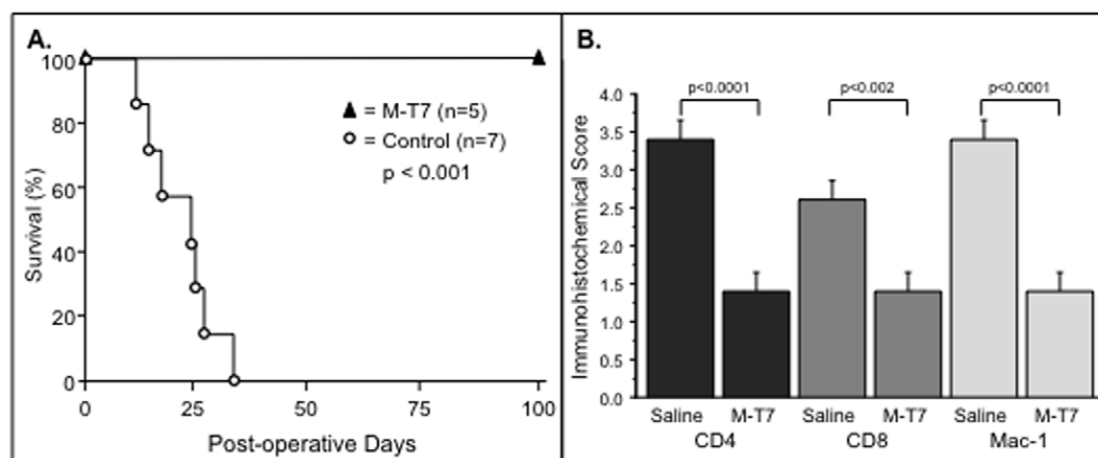 A.
100
80
60
40
20
0
Survival (%)
▲ = M-T7 (n=5)
○ = Control (n=7)
p < 0.001
0 25 50 75 100
Post-operative Days
B.
p<0.0001 p<0.002 p<0.0001
4.0
3.5
3.0
2.5
2.0
1.5
1.0
0.5
0.0
Immunohistochemical Score
Saline M-T7 Saline M-T7 Saline M-T7
CD4 CD8 Mac-1